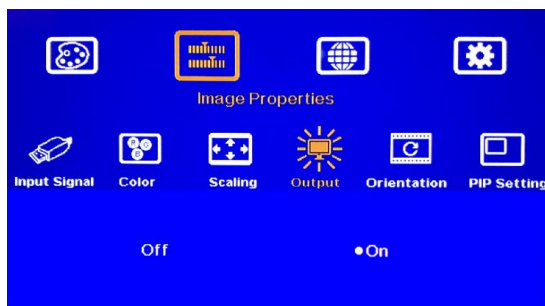 Image Properties
Input Signal Color Scaling Output Orientation PIP Setting
Off On